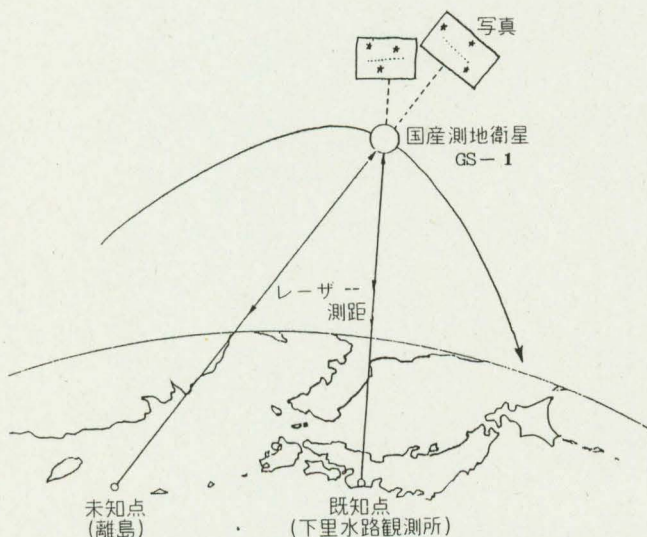 写真
国産測地衛星
GS-1
レーザー
測距
未知点
(離島)
既知点
(下里水路観測所)